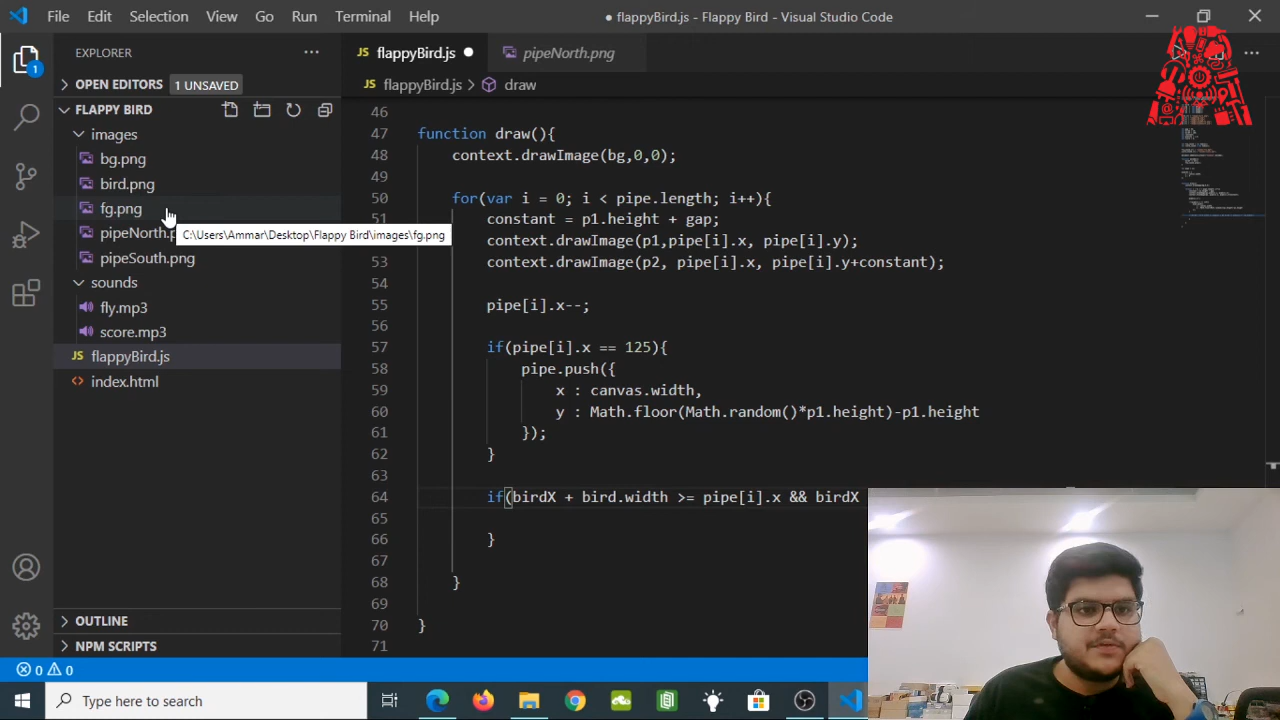 File Edit Selection View Go Run Terminal Help
● flappyBird.js - Flappy Bird - Visual Studio Code
EXPLORER
OPEN EDITORS 1 UNSAVED
FLAPPY BIRD
images
bg.png
bird.png
fg.png
pipeNorth.p
pipeSouth.png
sounds
fly.mp3
score.mp3
JS flappyBird.js
<> index.html
OUTLINE
NPM SCRIPTS
1
C:\Users\Ammar\Desktop\Flappy Bird\images\fg.png
JS flappyBird.js ● pipeNorth.png
JS flappyBird.js > draw
46
47 function draw(){
48 context.drawImage(bg,0,0);
50 for(var i = 0; i < pipe.length; i++){
51 constant = p1.height + gap;
context.drawImage(p1,pipe[i].x, pipe[i].y);
53 context.drawImage(p2, pipe[i].x, pipe[i].y+constant);
54
55 pipe[i].x--;
56
57 if(pipe[i].x == 125){
58 pipe.push({
59 x : canvas.width,
60 y : Math.floor(Math.random()*p1.height)-p1.height
61 });
62 }
63
64 if(birdX + bird.width >= pipe[i].x && birdX
65
66 }
67
68 }
69
70 }
71
0 0
Type here to search